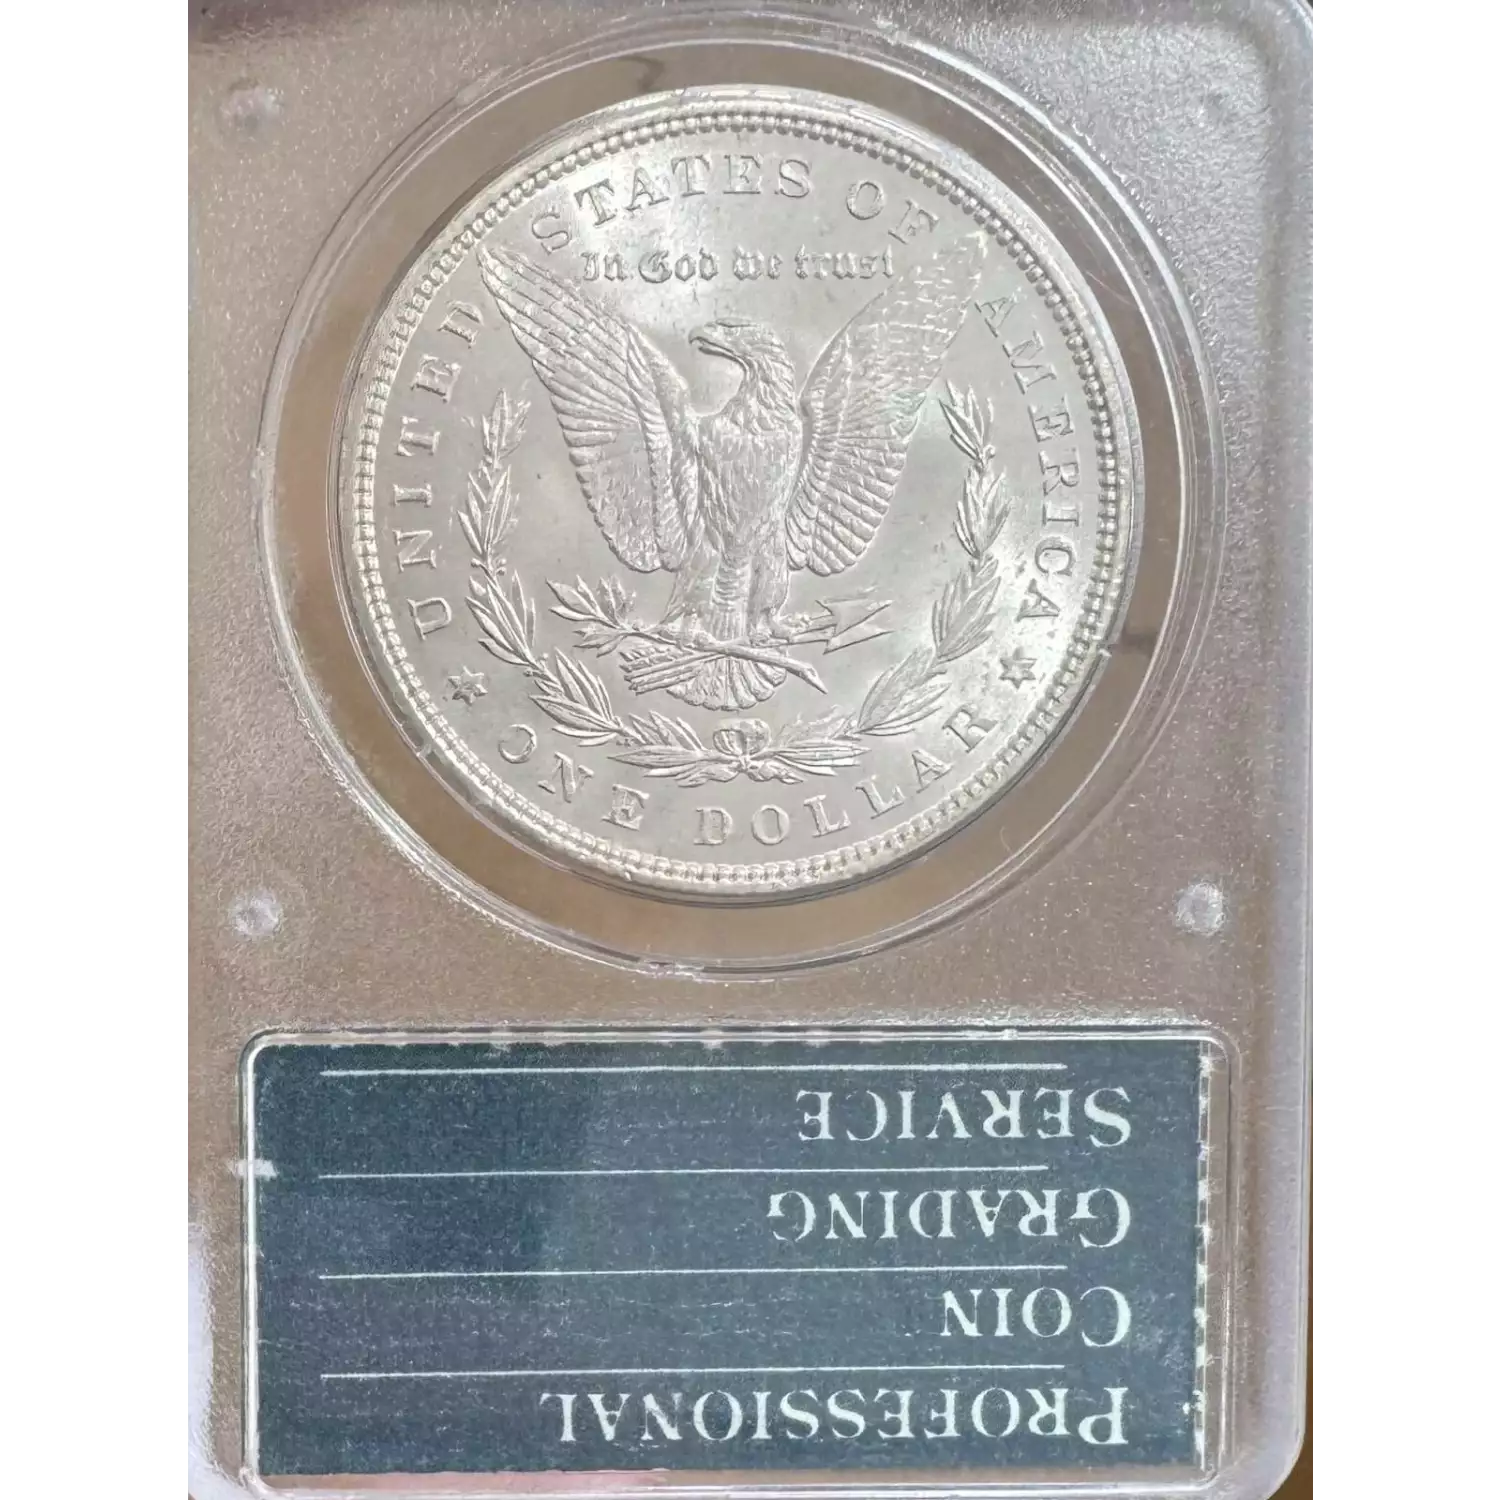 UNITED STATES OF AMERICA
In God we trust
ONE DOLLAR
PROFESSIONAL
COIN
GRADING
SERVICE